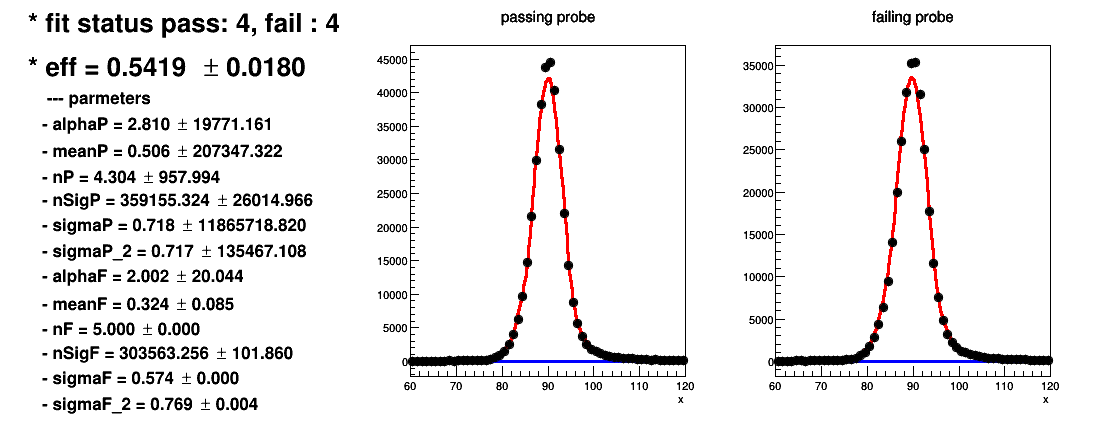 * fit status pass: 4, fail : 4
* eff = 0.5419 ± 0.0180
--- parmeters
- alphaP = 2.810 ± 19771.161
- meanP = 0.506 ± 207347.322
- nP = 4.304 ± 957.994
- nSigP = 359155.324 ± 26014.966
- sigmaP = 0.718 ± 11865718.820
- sigmaP_2 = 0.717 ± 135467.108
- alphaF = 2.002 ± 20.044
- meanF = 0.324 ± 0.085
- nF = 5.000 ± 0.000
- nSigF = 303563.256 ± 101.860
- sigmaF = 0.574 ± 0.000
- sigmaF_2 = 0.769 ± 0.004
passing probe
45000
40000
35000
30000
25000
20000
15000
10000
5000
0
60 70 80 90 100 110 120
x
failing probe
35000
30000
25000
20000
15000
10000
5000
0
60 70 80 90 100 110 120
x